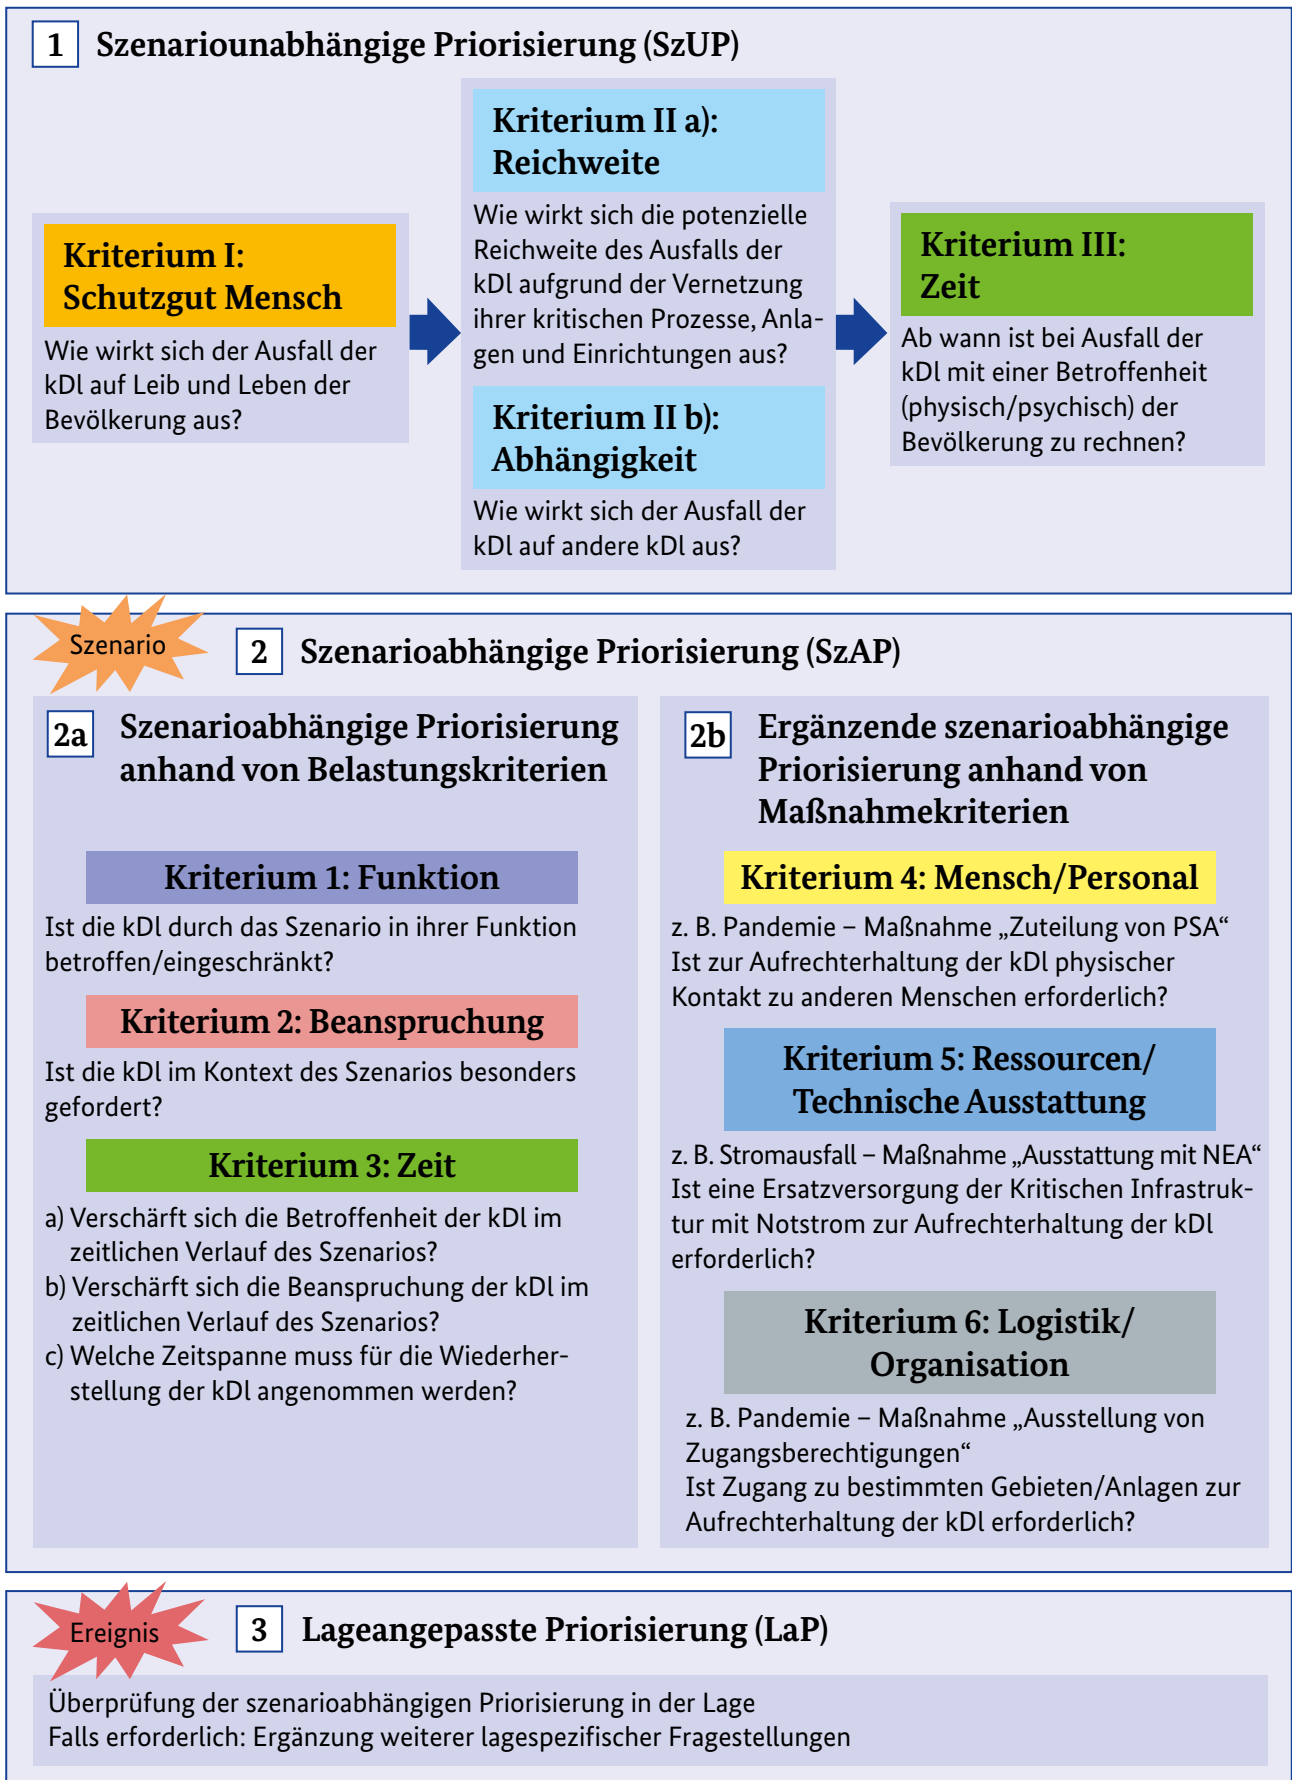 1 Szenariounabhängige Priorisierung (SzUP)
Kriterium I:
Schutzgut Mensch
Wie wirkt sich der Ausfall der
kDl auf Leib und Leben der
Bevölkerung aus?
Kriterium II a):
Reichweite
Wie wirkt sich die potenzielle
Reichweite des Ausfalls der
kDl aufgrund der Vernetzung
ihrer kritischen Prozesse, Anla-
gen und Einrichtungen aus?
Kriterium II b):
Abhängigkeit
Wie wirkt sich der Ausfall der
kDl auf andere kDl aus?
Kriterium III:
Zeit
Ab wann ist bei Ausfall der
kDl mit einer Betroffenheit
(physisch/psychisch) der
Bevölkerung zu rechnen?
Szenario
2 Szenarioabhängige Priorisierung (SzAP)
2a Szenarioabhängige Priorisierung
anhand von Belastungskriterien
Kriterium 1: Funktion
Ist die kDl durch das Szenario in ihrer Funktion
betroffen/eingeschränkt?
Kriterium 2: Beanspruchung
Ist die kDl im Kontext des Szenarios besonders
gefordert?
Kriterium 3: Zeit
a) Verschärft sich die Betroffenheit der kDl im
zeitlichen Verlauf des Szenarios?
b) Verschärft sich die Beanspruchung der kDl im
zeitlichen Verlauf des Szenarios?
c) Welche Zeitspanne muss für die Wiederher-
stellung der kDl angenommen werden?
2b Ergänzende szenarioabhängige
Priorisierung anhand von
Maßnahmekriterien
Kriterium 4: Mensch/Personal
z. B. Pandemie – Maßnahme „Zuteilung von PSA“
Ist zur Aufrechterhaltung der kDl physischer
Kontakt zu anderen Menschen erforderlich?
Kriterium 5: Ressourcen/
Technische Ausstattung
z. B. Stromausfall – Maßnahme „Ausstattung mit NEA“
Ist eine Ersatzversorgung der Kritischen Infrastruk-
tur mit Notstrom zur Aufrechterhaltung der kDl
erforderlich?
Kriterium 6: Logistik/
Organisation
z. B. Pandemie – Maßnahme „Ausstellung von
Zugangsberechtigungen“
Ist Zugang zu bestimmten Gebieten/Anlagen zur
Aufrechterhaltung der kDl erforderlich?
Ereignis
3 Lageangepasste Priorisierung (LaP)
Überprüfung der szenarioabhängigen Priorisierung in der Lage
Falls erforderlich: Ergänzung weiterer lagespezifischer Fragestellungen